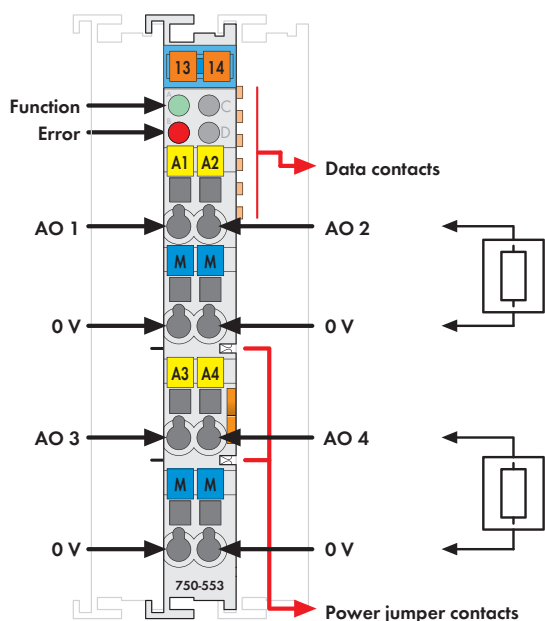 13 14
A C
Function
Error D
A1 A2
Data contacts
AO 1 AO 2
M M
0 V 0 V
A3 A4
AO 3 AO 4
M M
0 V 0 V
750-553
Power jumper contacts